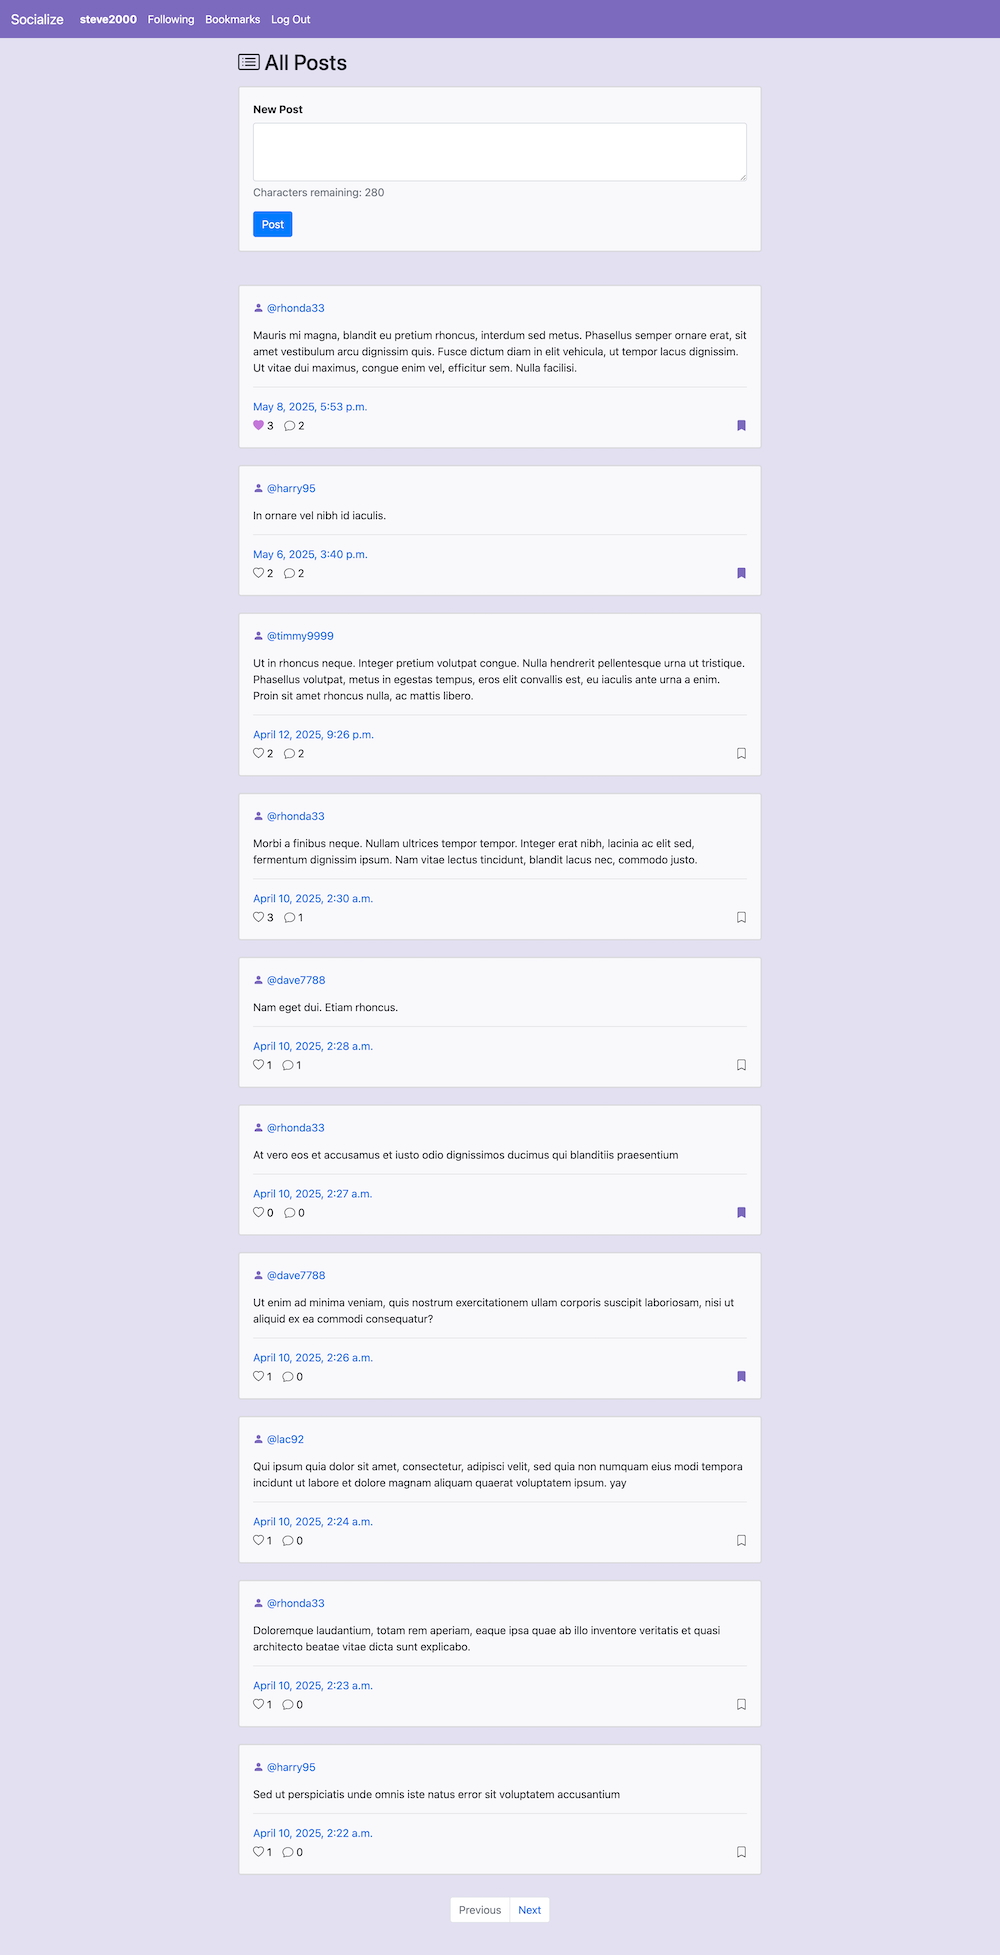 Socialize steve2000 Following Bookmarks Log Out
All Posts
New Post
Characters remaining: 280
Post
@rhonda33
Mauris mi magna, blandit eu pretium rhoncus, interdum sed metus. Phasellus semper ornare erat, sit
amet vestibulum arcu dignissim quis. Fusce dictum diam in elit vehicula, ut tempor lacus dignissim.
Ut vitae dui maximus, congue enim vel, efficitur sem. Nulla facilisi.
May 8, 2025, 5:53 p.m.
3 2
@harry95
In ornare vel nibh id iaculis.
May 6, 2025, 3:40 p.m.
2 2
@timmy9999
Ut in rhoncus neque. Integer pretium volutpat congue. Nulla hendrerit pellentesque urna ut tristique.
Phasellus volutpat, metus in egestas tempus, eros elit convallis est, eu iaculis ante urna a enim.
Proin sit amet rhoncus nulla, ac mattis libero.
April 12, 2025, 9:26 p.m.
2 2
@rhonda33
Morbi a finibus neque. Nullam ultrices tempor tempor. Integer erat nibh, lacinia ac elit sed,
fermentum dignissim ipsum. Nam vitae lectus tincidunt, blandit lacus nec, commodo justo.
April 10, 2025, 2:30 a.m.
3 1
@dave7788
Nam eget dui. Etiam rhoncus.
April 10, 2025, 2:28 a.m.
1 1
@rhonda33
At vero eos et accusamus et iusto odio dignissimos ducimus qui blanditiis praesentium
April 10, 2025, 2:27 a.m.
0 0
@dave7788
Ut enim ad minima veniam, quis nostrum exercitationem ullam corporis suscipit laboriosam, nisi ut
aliquid ex ea commodi consequatur?
April 10, 2025, 2:26 a.m.
1 0
@lac92
Qui ipsum quia dolor sit amet, consectetur, adipisci velit, sed quia non numquam eius modi tempora
incidunt ut labore et dolore magnam aliquam quaerat voluptatem ipsum. yay
April 10, 2025, 2:24 a.m.
1 0
@rhonda33
Doloremque laudantium, totam rem aperiam, eaque ipsa quae ab illo inventore veritatis et quasi
architecto beatae vitae dicta sunt explicabo.
April 10, 2025, 2:23 a.m.
1 0
@harry95
Sed ut perspiciatis unde omnis iste natus error sit voluptatem accusantium
April 10, 2025, 2:22 a.m.
1 0
Previous Next